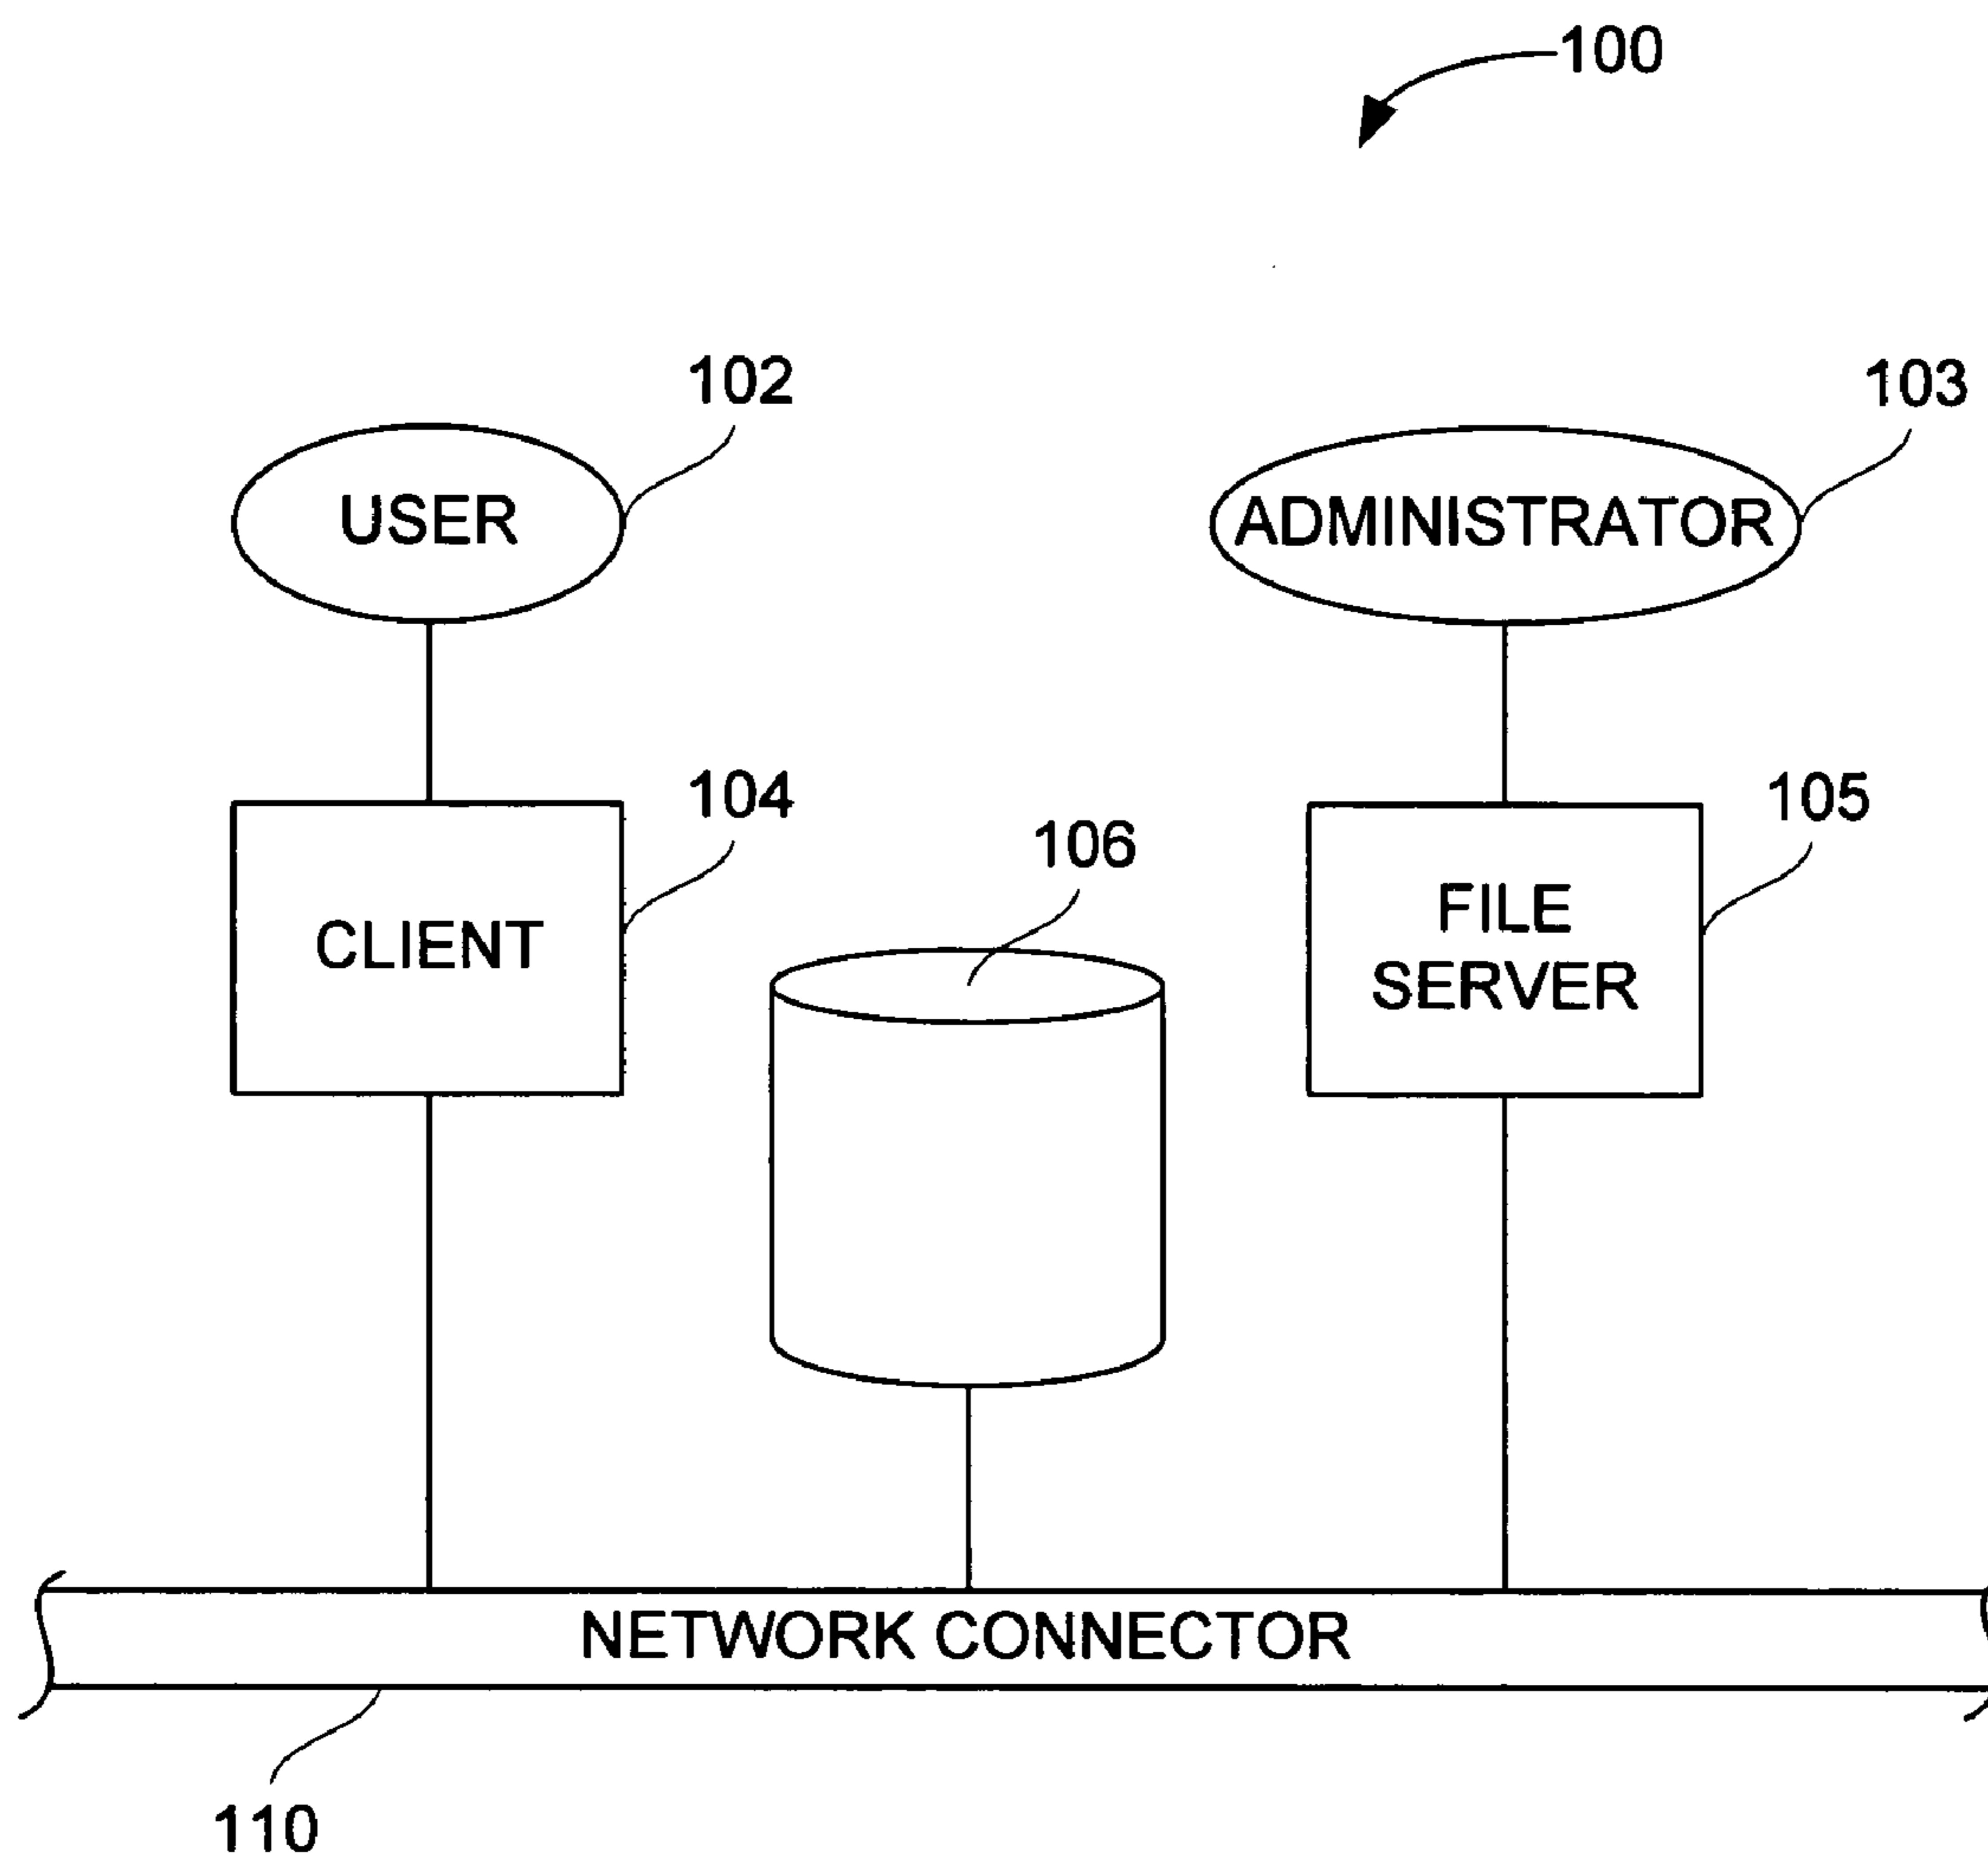 100
102
103
USER
ADMINISTRATOR
104
105
106
CLIENT
FILE
SERVER
NETWORK CONNECTOR
110